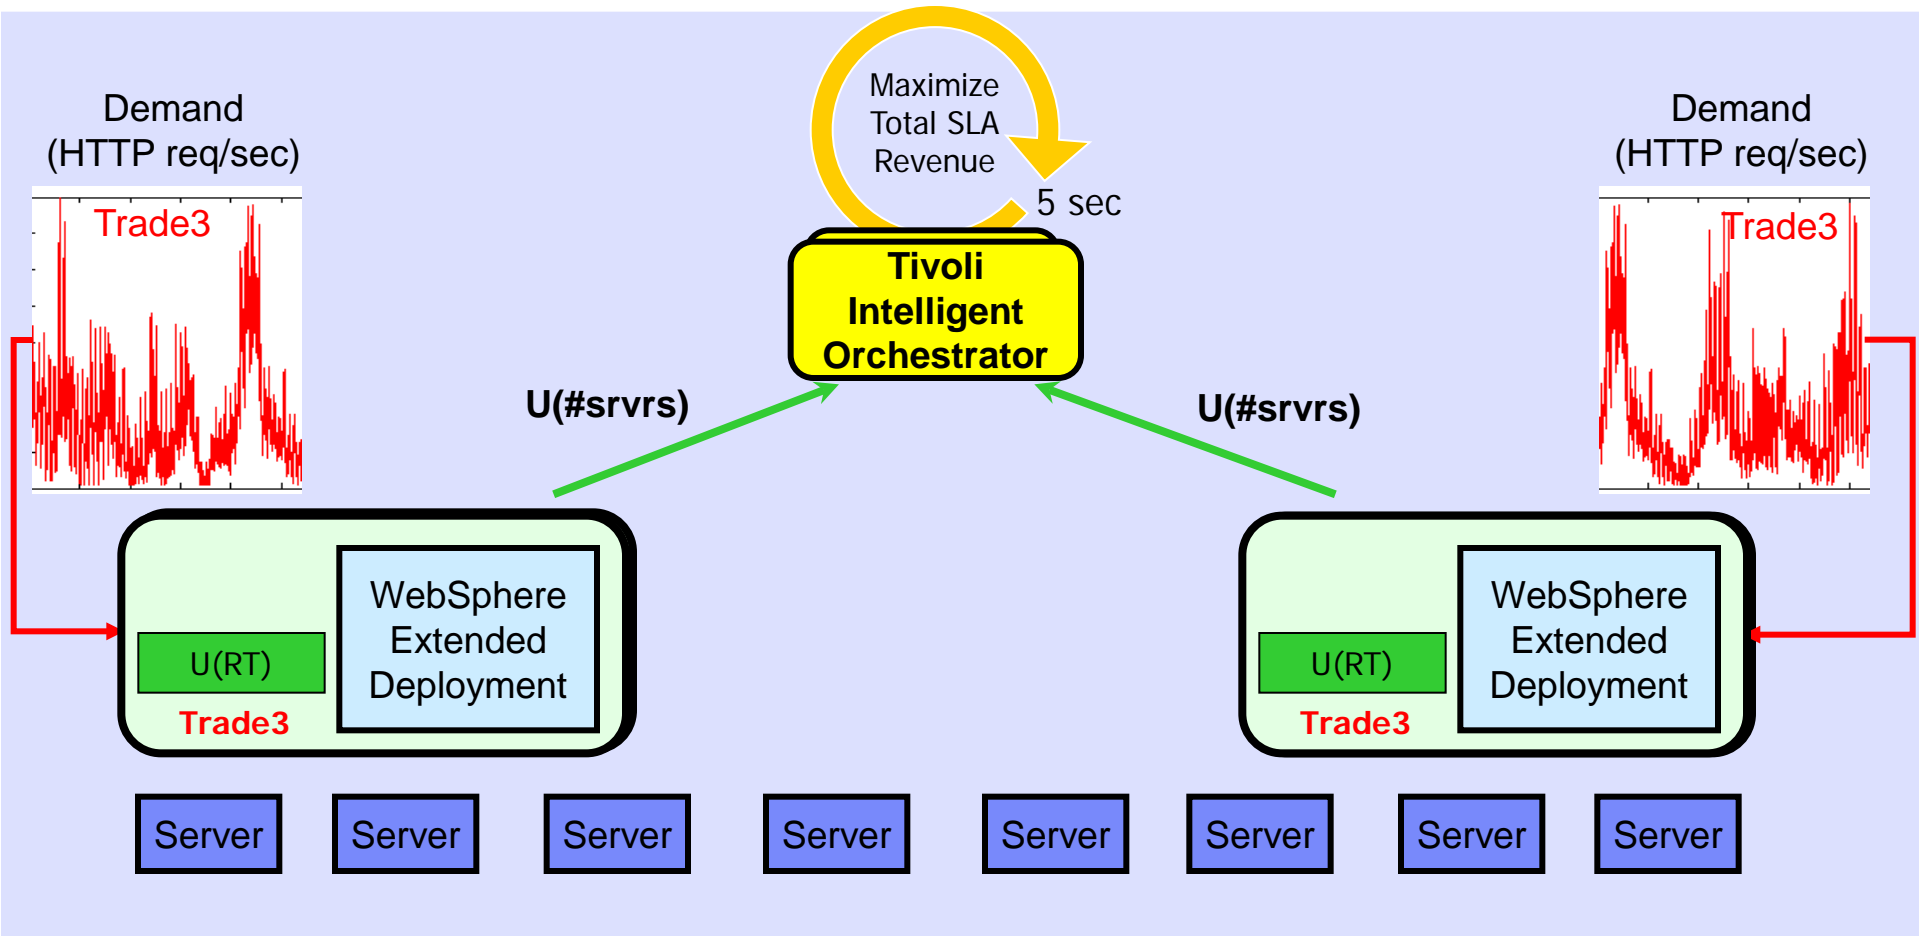 Maximize
Total SLA
Revenue
5 sec
Demand
(HTTP req/sec)
Trade3
Demand
(HTTP req/sec)
Trade3
Tivoli
Intelligent
Orchestrator
U(#srvrs)
U(#srvrs)
WebSphere
Extended
Deployment
U(RT)
Trade3
WebSphere
Extended
Deployment
U(RT)
Trade3
Server
Server
Server
Server
Server
Server
Server
Server